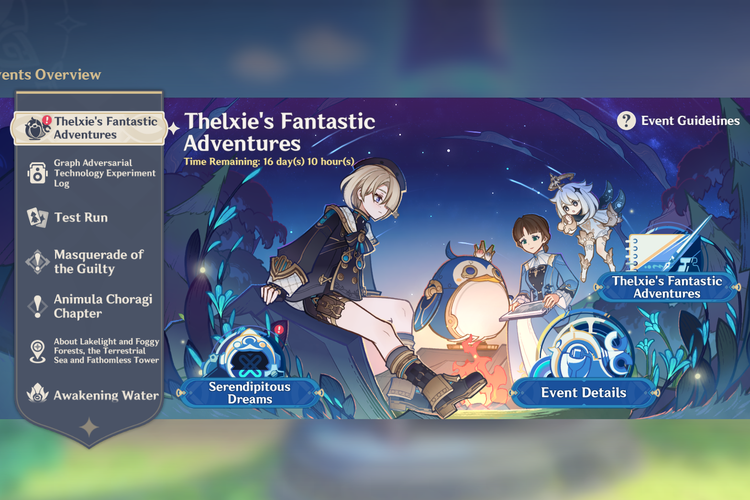 Events Overview
Thelxie's Fantastic
Adventures
Graph Adversarial
Technology Experiment
Log
Test Run
Masquerade of
the Guilty
Animula Choragi
Chapter
About Lakelight and Foggy
Forests, the Terrestrial
Sea and Fathomless Tower
Awakening Water
Thelxie's Fantastic
Adventures
Time Remaining: 16 day(s) 10 hour(s)
? Event Guidelines
Thelxie's Fantastic
Adventures
Serendipitous
Dreams
Event Details